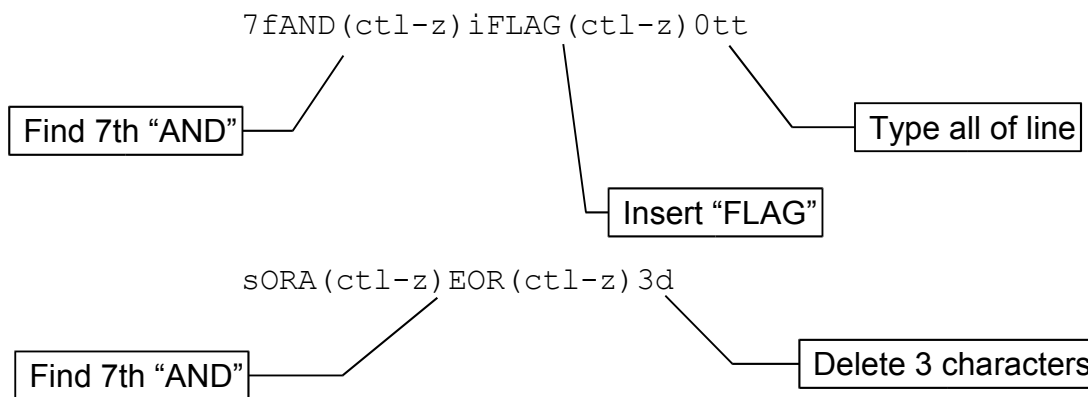 7fAND(ctl-z)iFLAG(ctl-z)0tt
Find 7th “AND”
Type all of line
Insert “FLAG”
sORA(ctl-z)EOR(ctl-z)3d
Find 7th “AND”
Delete 3 characters